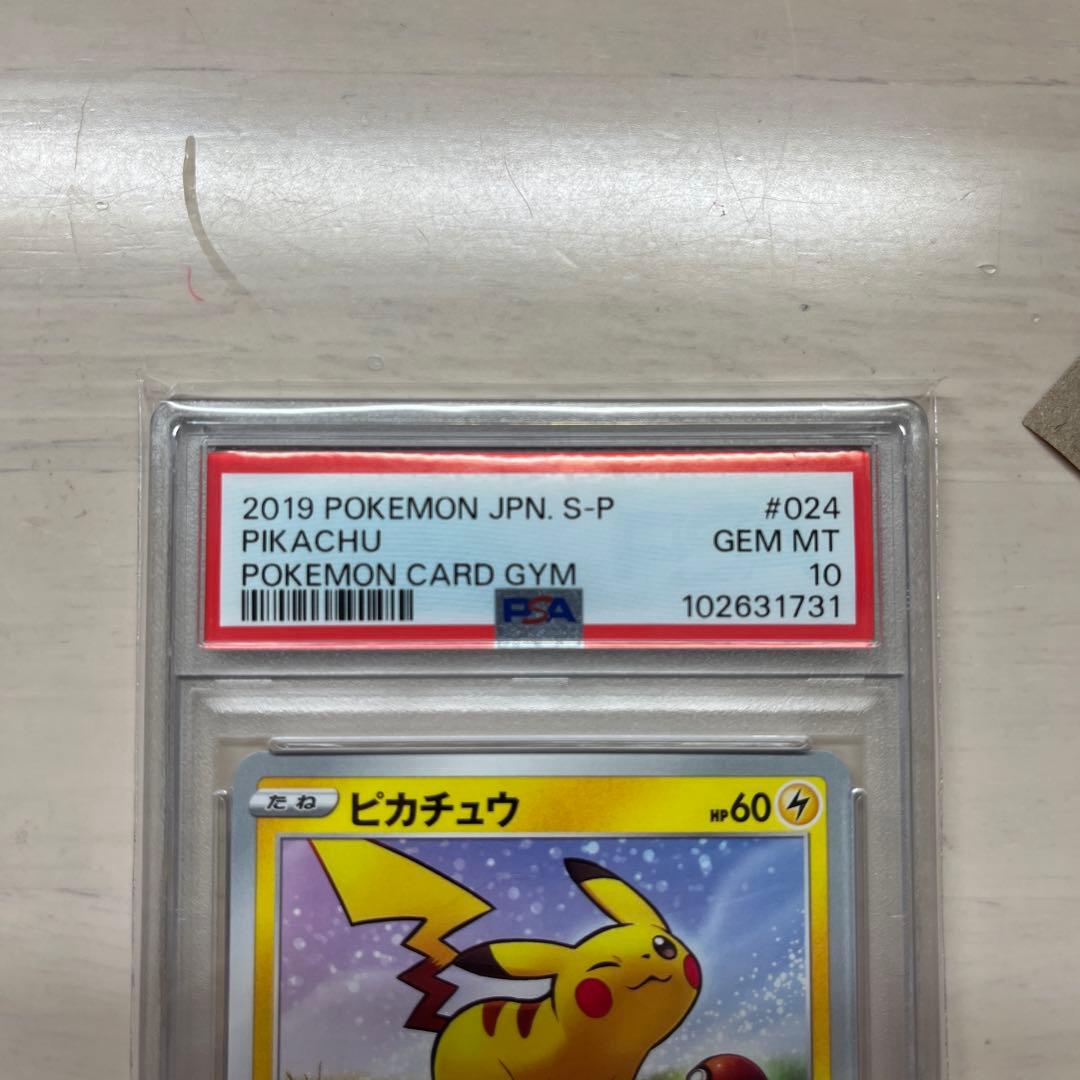 2019 POKEMON JPN. S-P #024
PIKACHU GEM MT
POKEMON CARD GYM 10
PSA 102631731
たね ピカチュウ HP60